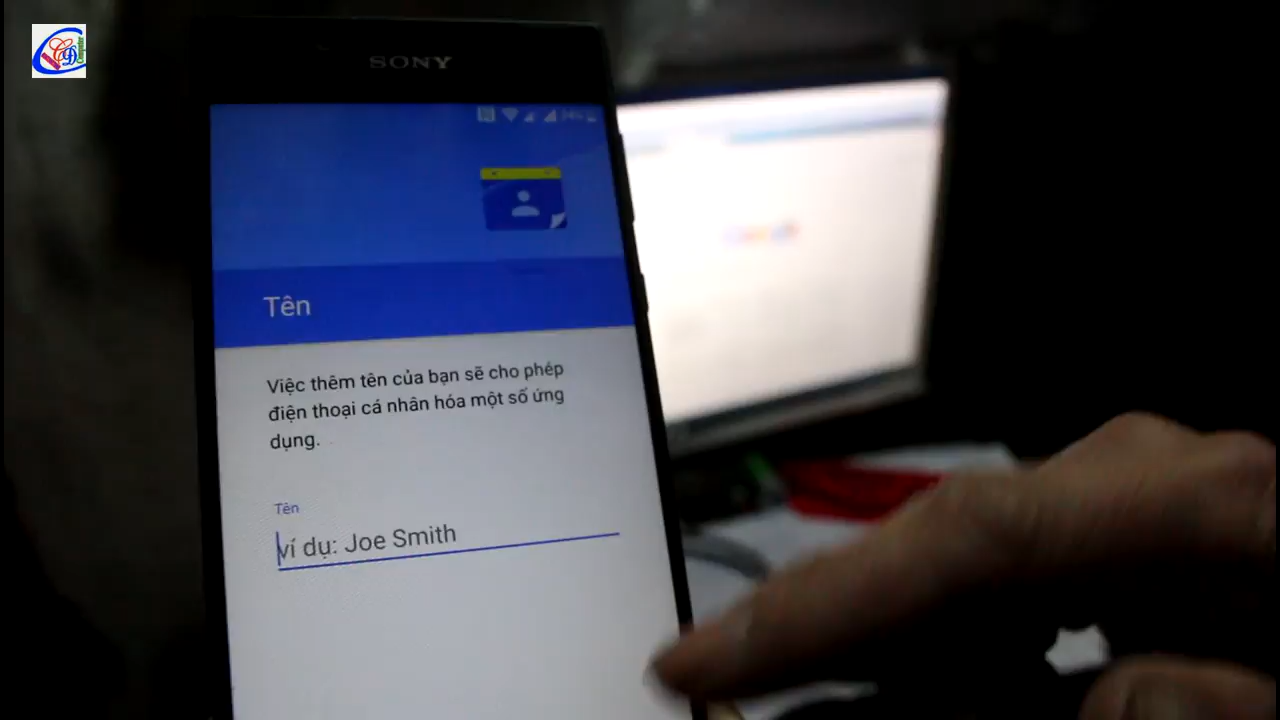 SONY
Tên
Việc thêm tên của bạn sẽ cho phép
điện thoại cá nhân hóa một số ứng
dụng.
Tên
ví dụ: Joe Smith